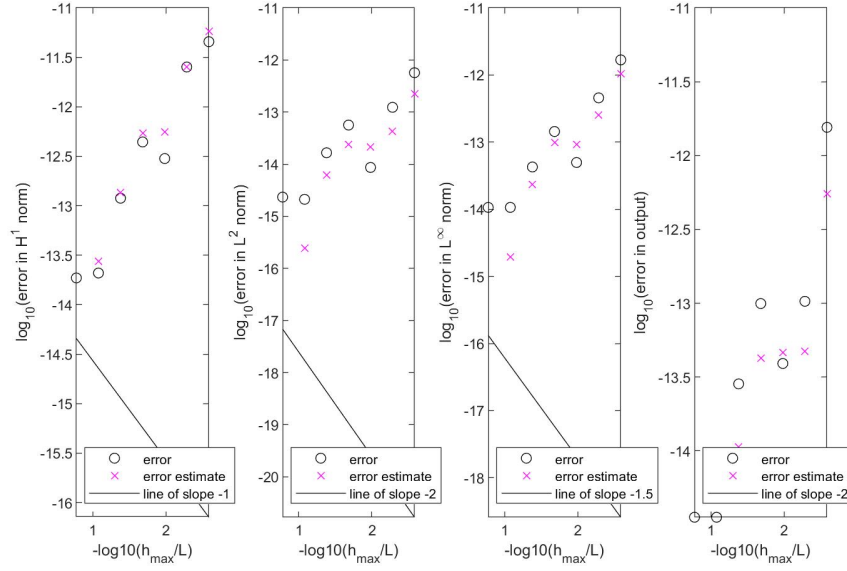 -11
-11.5
-12
-12.5
-13
-13.5
-14
-14.5
-15
-15.5
-16
1
2
log10(error in H1 norm)
-log10(hmax/L)
error
error estimate
line of slope -1
-11
-12
-13
-14
-15
-16
-17
-18
-19
-20
1
2
log10(error in L2 norm)
-log10(hmax/L)
error
error estimate
line of slope -2
-11
-12
-13
-14
-15
-16
-17
-18
1
2
log10(error in L∞ norm)
-log10(hmax/L)
error
error estimate
line of slope -1.5
-11
-11.5
-12
-12.5
-13
-13.5
-14
1
2
log10(error in output)
-log10(hmax/L)
error
error estimate
line of slope -2